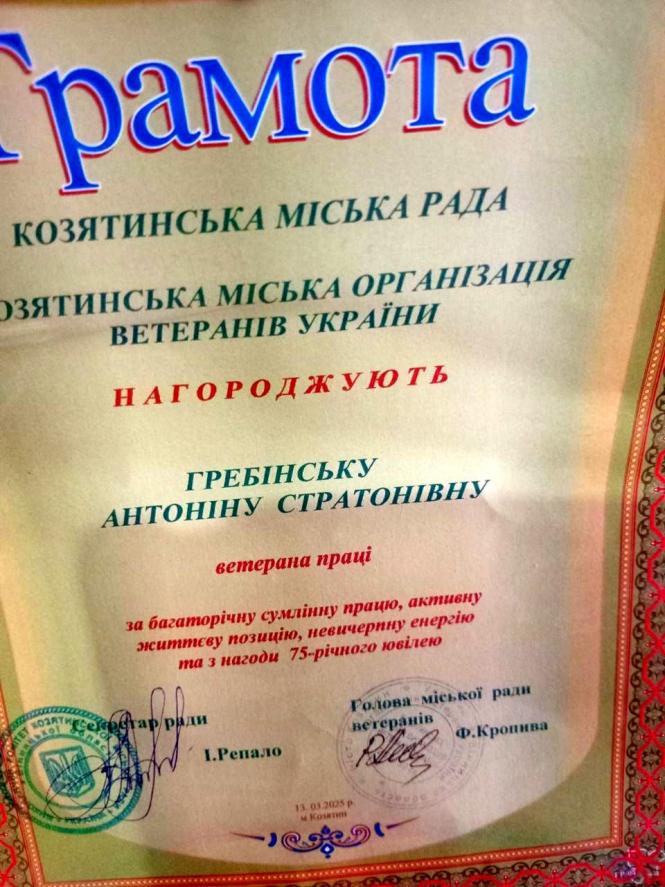 Грамота
КОЗЯТИНСЬКА МІСЬКА РАДА
КОЗЯТИНСЬКА МІСЬКА ОРГАНІЗАЦІЯ
ВЕТЕРАНІВ УКРАЇНИ
НАГОРОДЖУЮТЬ
ГРЕБІНСЬКУ
АНТОНІНУ СТРАТОНІВНУ
ветерана праці
за багаторічну сумлінну працю, активну
життєву позицію, невичерпну енергію
та з нагоди 75-річного ювілею
Секретар ради
І.Репало
Голова міської ради
ветеранів Ф.Кропива
13. 03.2025 р.
м Козятин